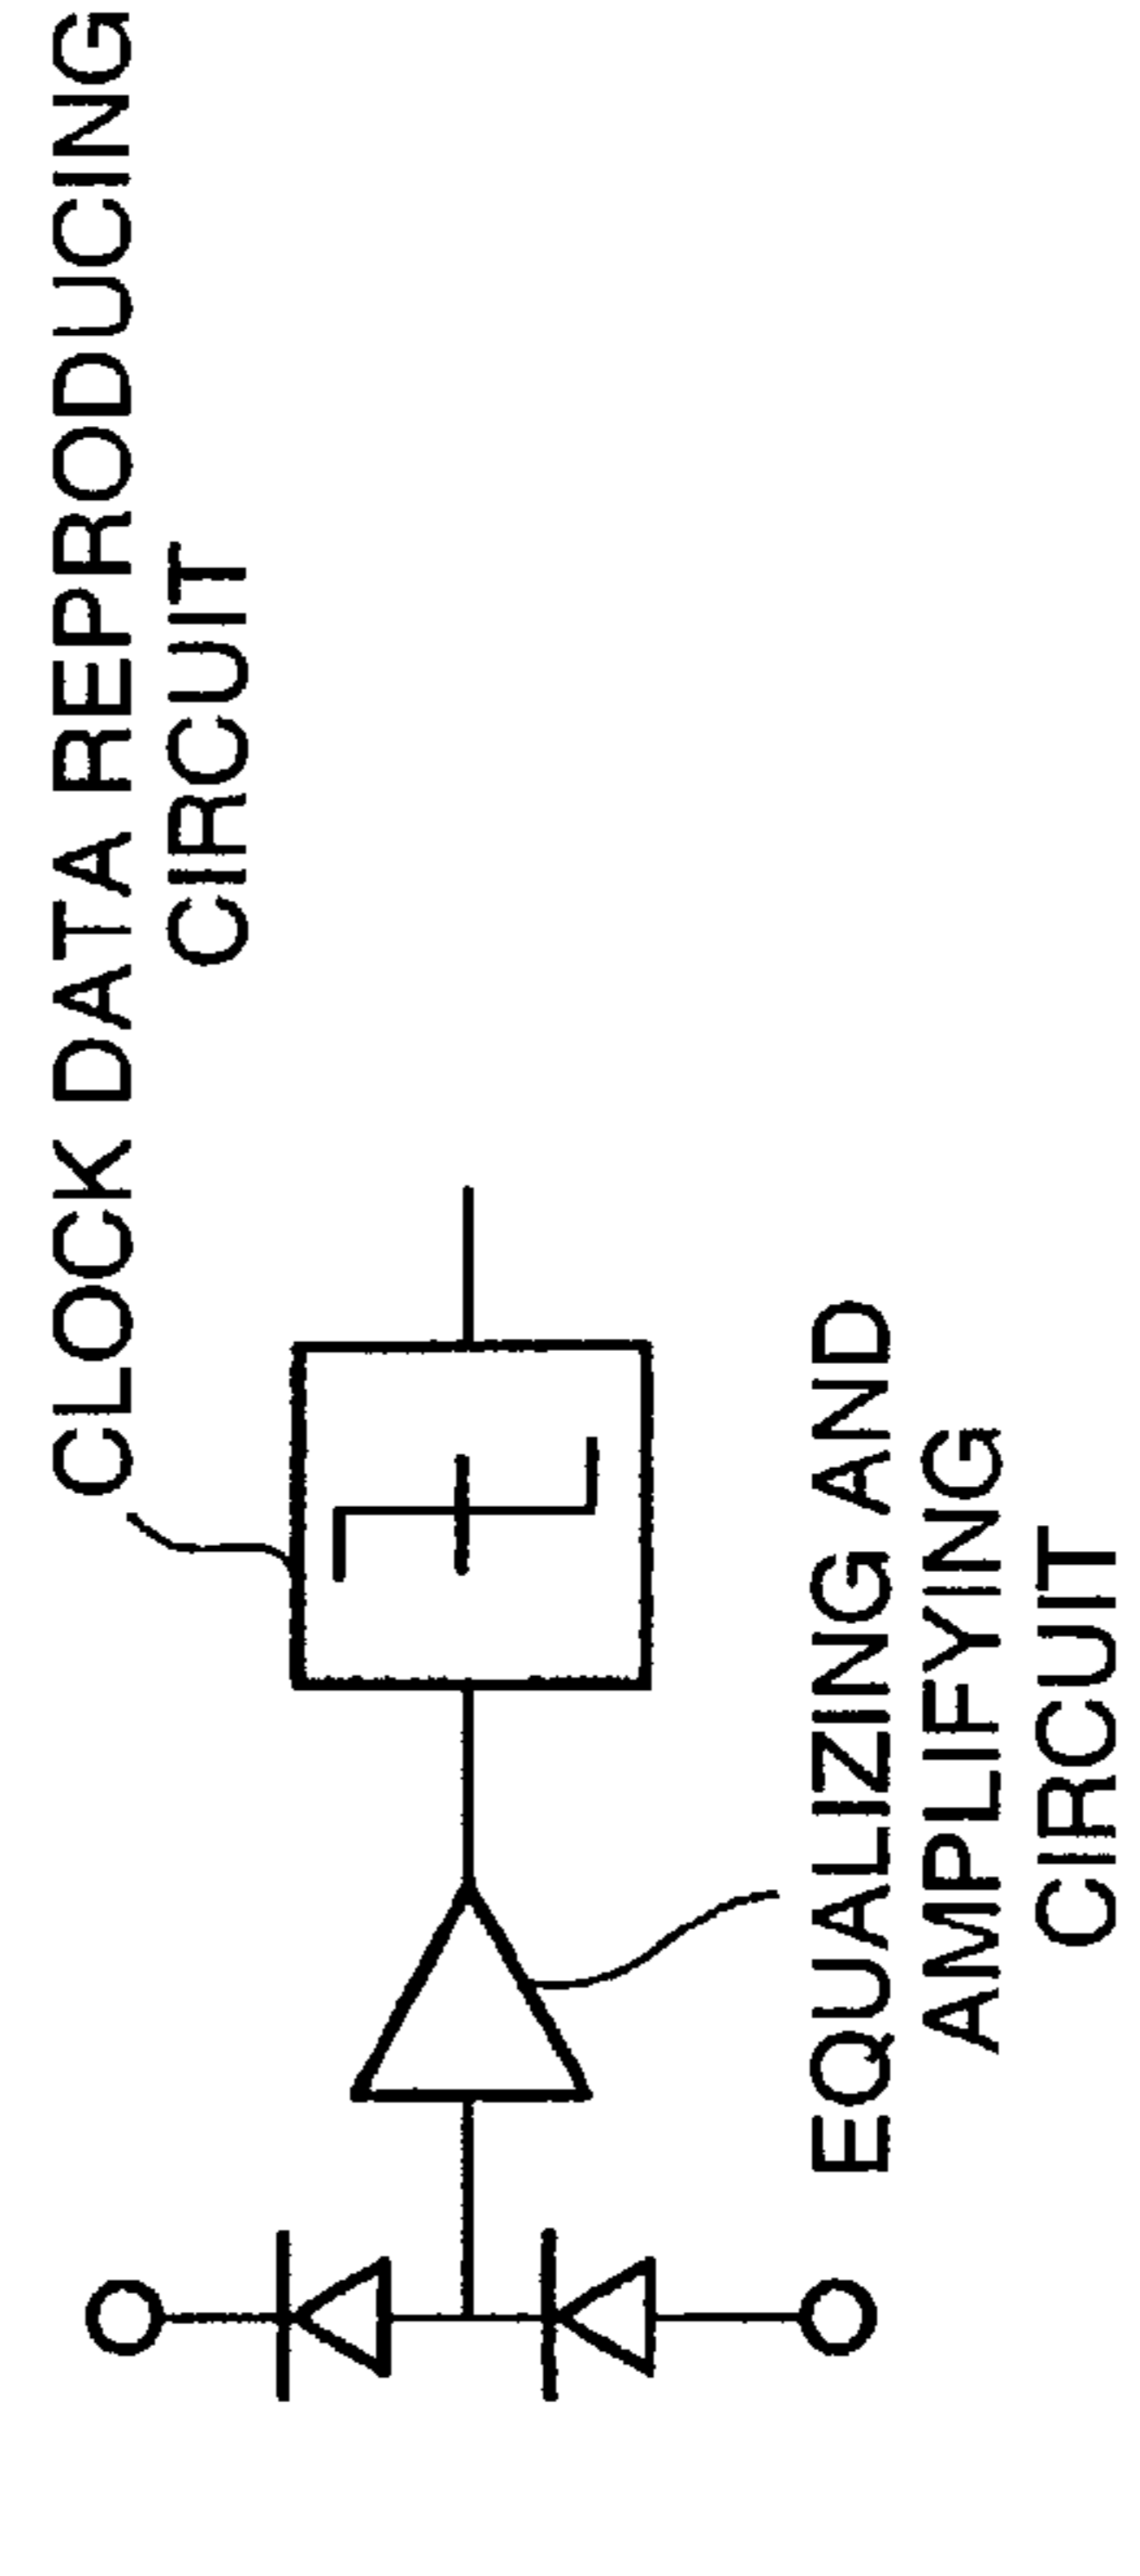 CLOCK DATA REPRODUCING
CIRCUIT
EQUALIZING AND
AMPLIFYING
CIRCUIT